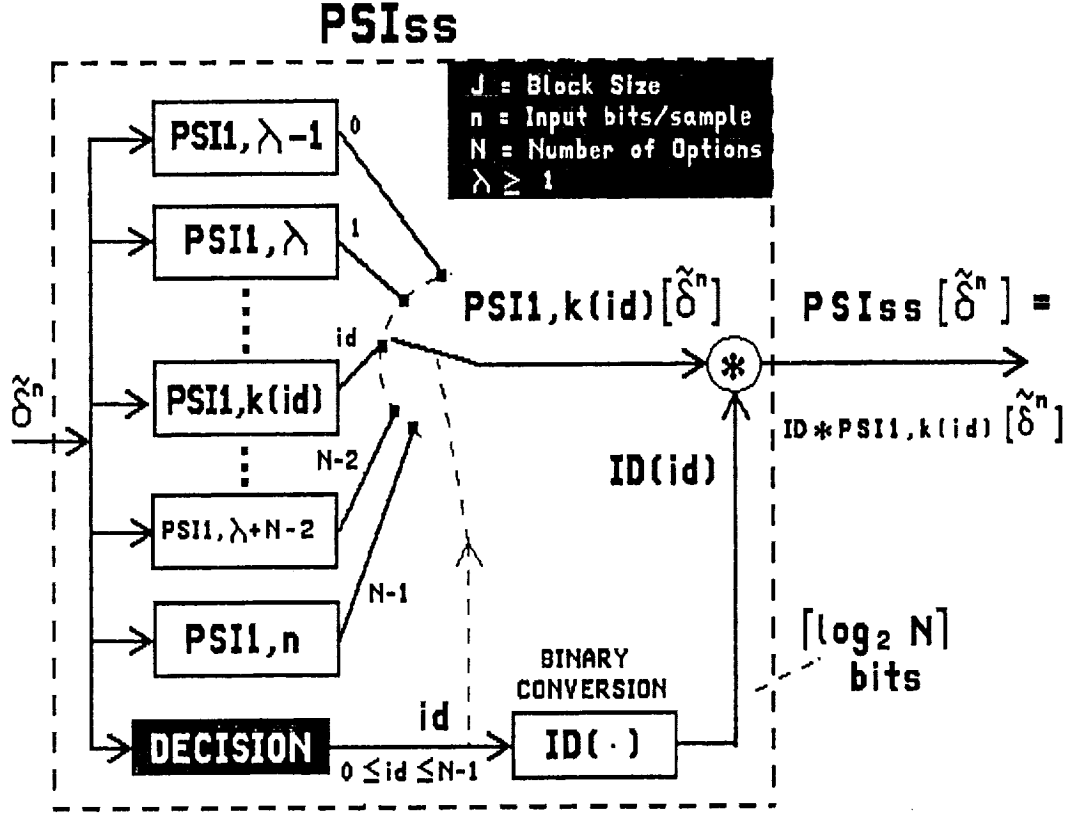 PSIss
J = Block Size
n = Input bits/sample
N = Number of Options
λ ≥ 1
PSI1, λ-1
0
PSI1, λ
1
PSI1,k(id)[δ̃ⁿ]
PSIss [δ̃ⁿ] =
id
PSI1,k(id)
δ̃ⁿ
ID*PSI1,k(id) [δ̃ⁿ]
*
N-2
ID(id)
PSI1, λ+N-2
N-1
PSI1,n
⌈log₂ N⌉
bits
BINARY
CONVERSION
id
DECISION
ID(·)
0 ≤id ≤N-1